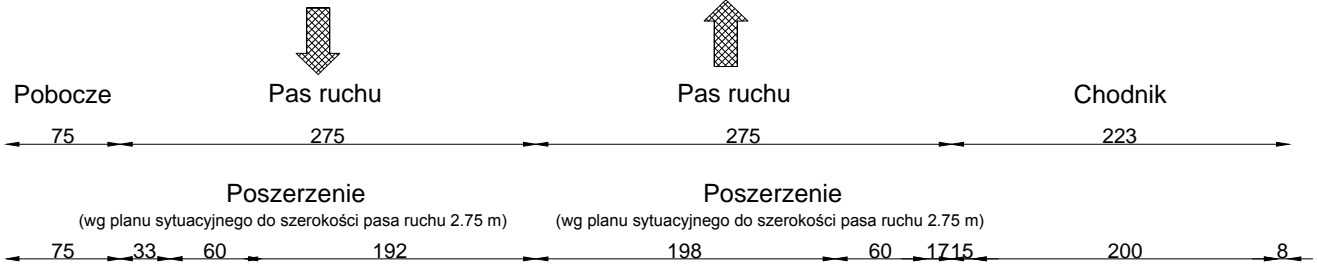 Pobocze Pas ruchu Pas ruchu Chodnik
75 275 275 223
Poszerzenie Poszerzenie
(wg planu sytuacyjnego do szerokości pasa ruchu 2.75 m) (wg planu sytuacyjnego do szerokości pasa ruchu 2.75 m)
75 33 60 192 198 60 17 15 200 8